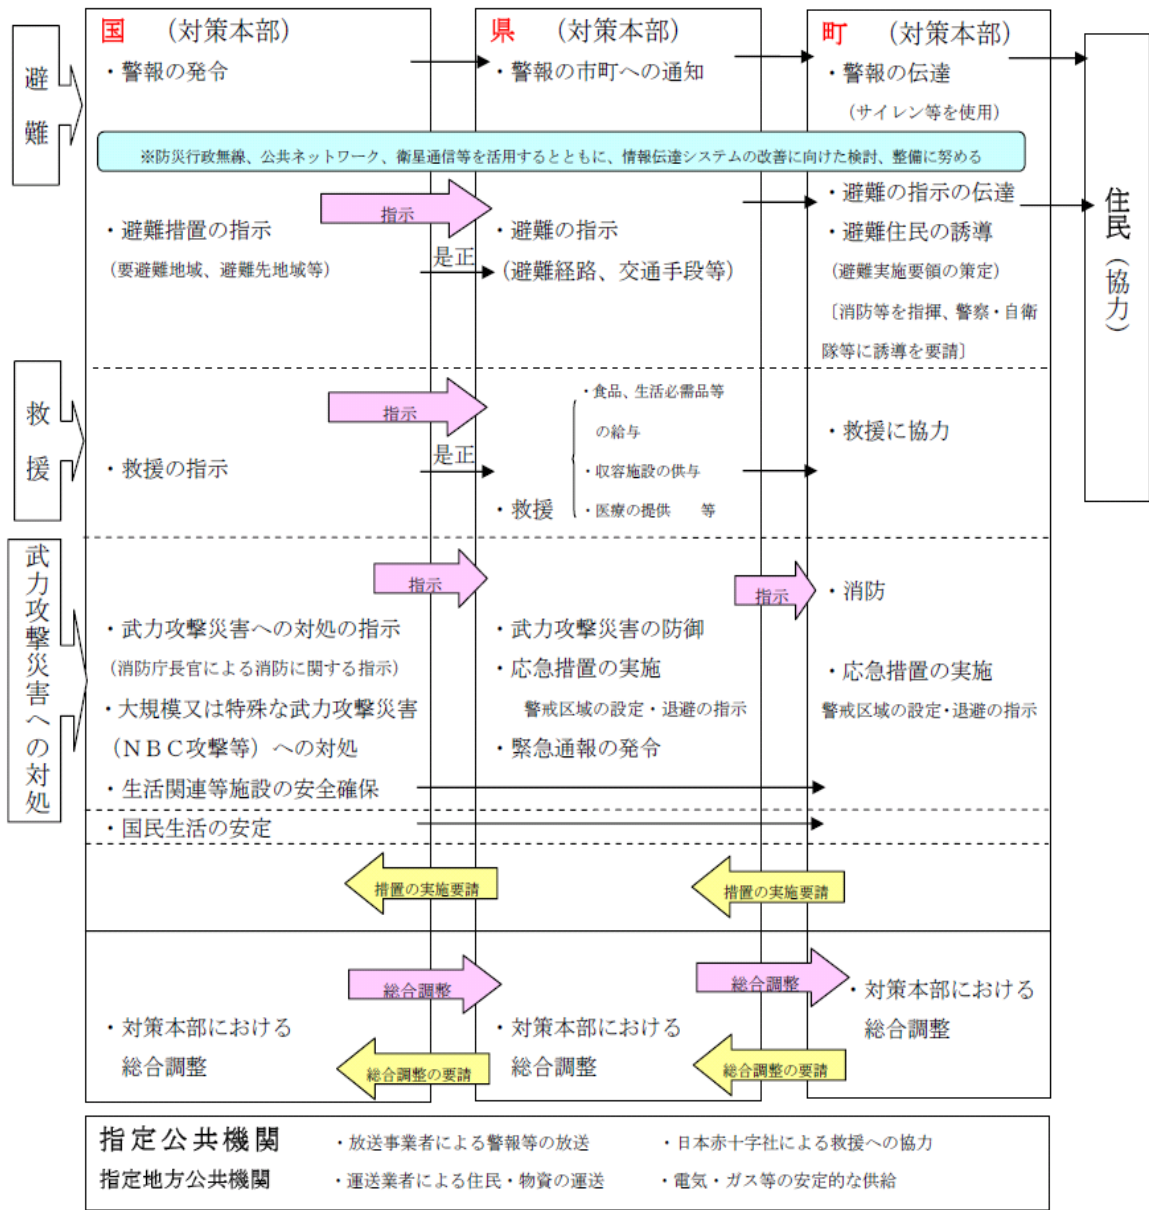 国 （対策本部）
県 （対策本部）
町 （対策本部）
避難
・警報の発令
・警報の市町への通知
・警報の伝達
（サイレン等を使用）
※防災行政無線、公共ネットワーク、衛星通信等を活用するとともに、情報伝達システムの改善に向けた検討、整備に努める
指示
・避難措置の指示
（要避難地域、避難先地域等）
是正
・避難の指示
（避難経路、交通手段等）
・避難の指示の伝達
・避難住民の誘導
（避難実施要領の策定）
〔消防等を指揮、警察・自衛
隊等に誘導を要請〕
住民（協力）
救援
指示
是正
・救援の指示
・救援
・食品、生活必需品等
の給与
・収容施設の供与
・医療の提供 等
・救援に協力
武力攻撃災害への対処
指示
指示
・武力攻撃災害への対処の指示
（消防庁長官による消防に関する指示）
・大規模又は特殊な武力攻撃災害
（ＮＢＣ攻撃等）への対処
・生活関連等施設の安全確保
・武力攻撃災害の防御
・応急措置の実施
警戒区域の設定・退避の指示
・緊急通報の発令
・消防
・応急措置の実施
警戒区域の設定・退避の指示
・国民生活の安定
措置の実施要請
措置の実施要請
総合調整
総合調整
・対策本部における
総合調整
・対策本部における
総合調整
・対策本部における
総合調整
総合調整の要請
総合調整の要請
指定公共機関
・放送事業者による警報等の放送
・日本赤十字社による救援への協力
指定地方公共機関
・運送業者による住民・物資の運送
・電気・ガス等の安定的な供給